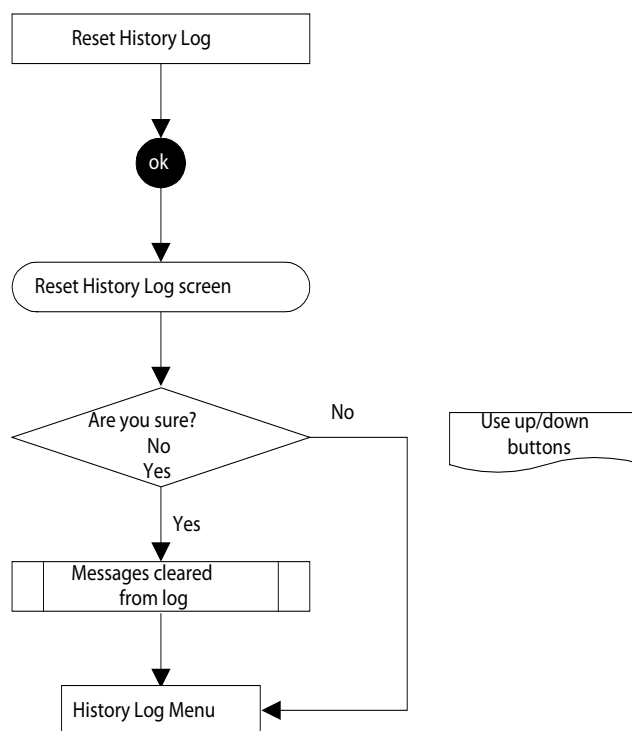 Reset History Log
ok
Reset History Log screen
Are you sure?
No
Yes
No
Use up/down
buttons
Yes
Messages cleared
from log
History Log Menu